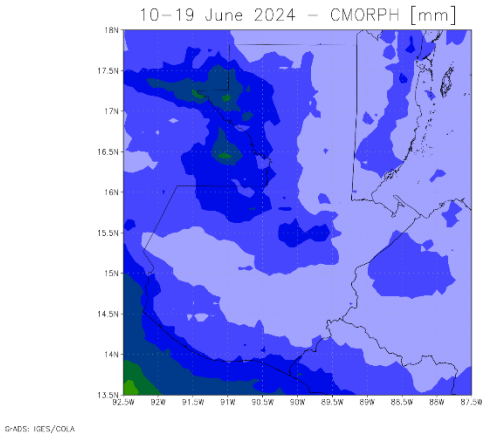 10-19 June 2024 - CMORPH [mm]
18N
17.5N
17N
16.5N
16N
15.5N
15N
14.5N
14N
13.5N
92.5W 92W 91.5W 91W 90.5W 90W 89.5W 89W 88.5W 88W 87.5W
GrADS: IGES/COLA